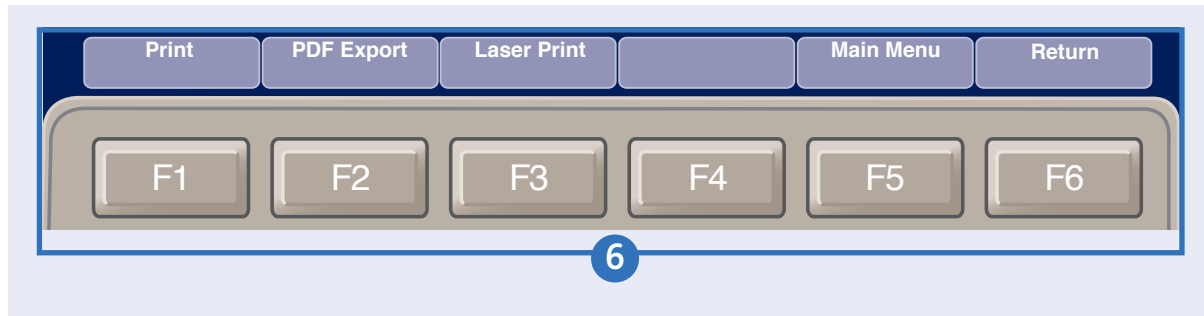 Print PDF Export Laser Print Main Menu Return
F1 F2 F3 F4 F5 F6
6